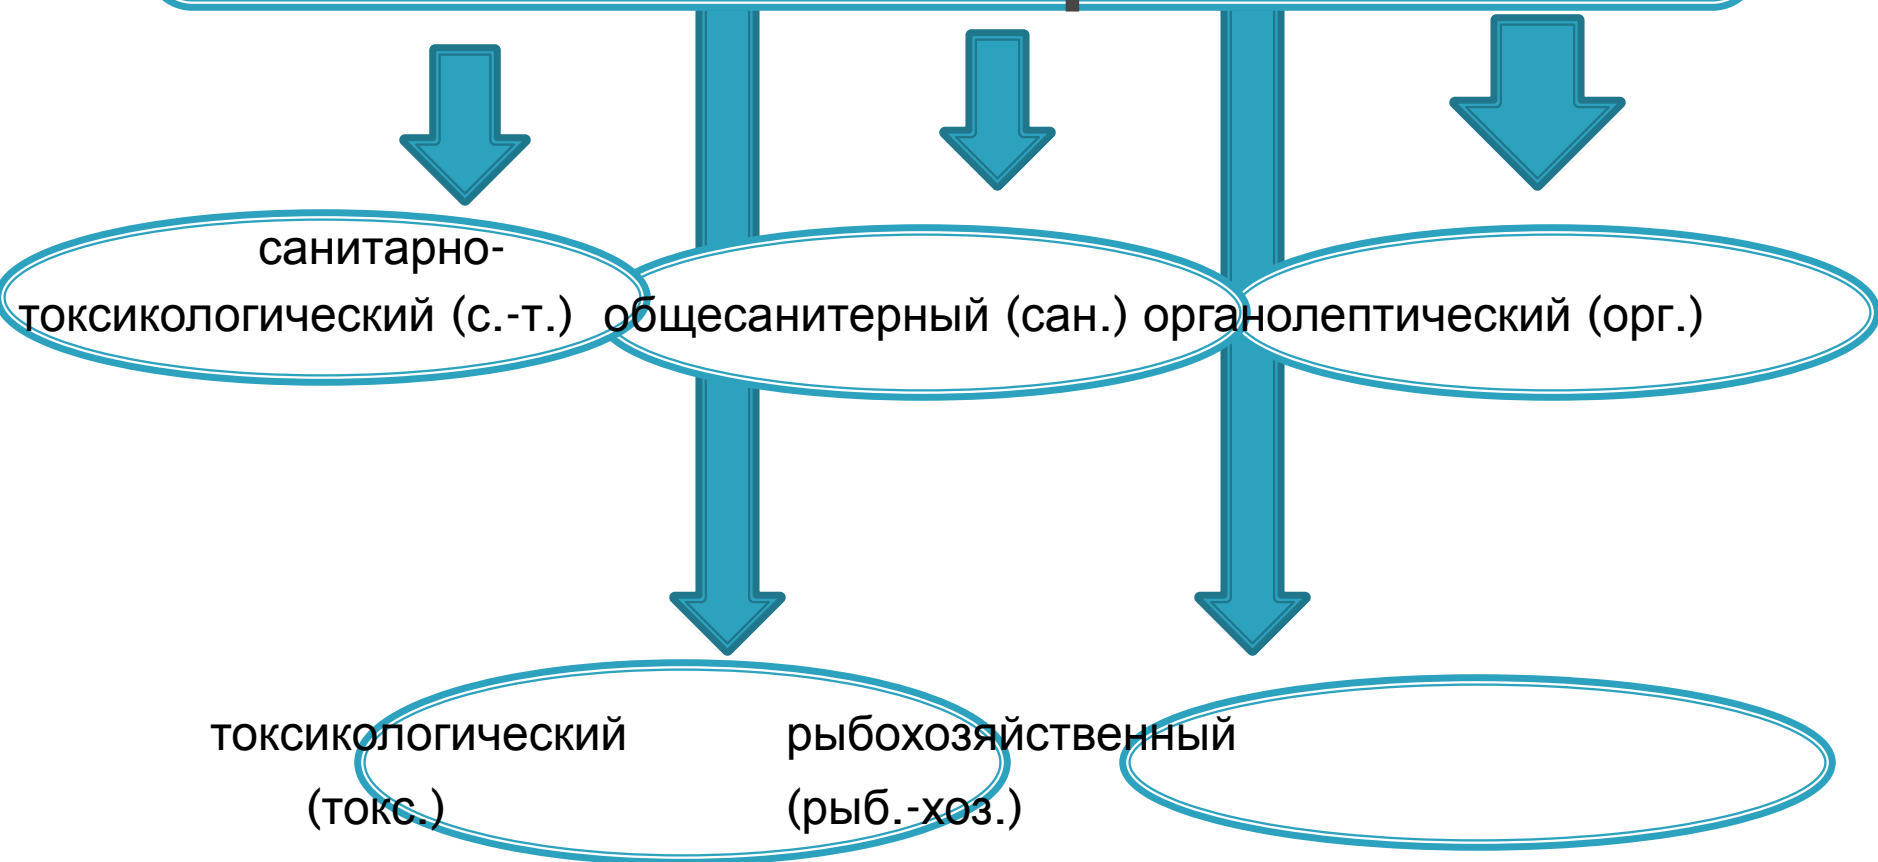 санитарно-
токсикологический (с.-т.) общесанитерный (сан.) органолептический (орг.)
токсикологический рыбохозяйственный
(токс.) (рыб.-хоз.)